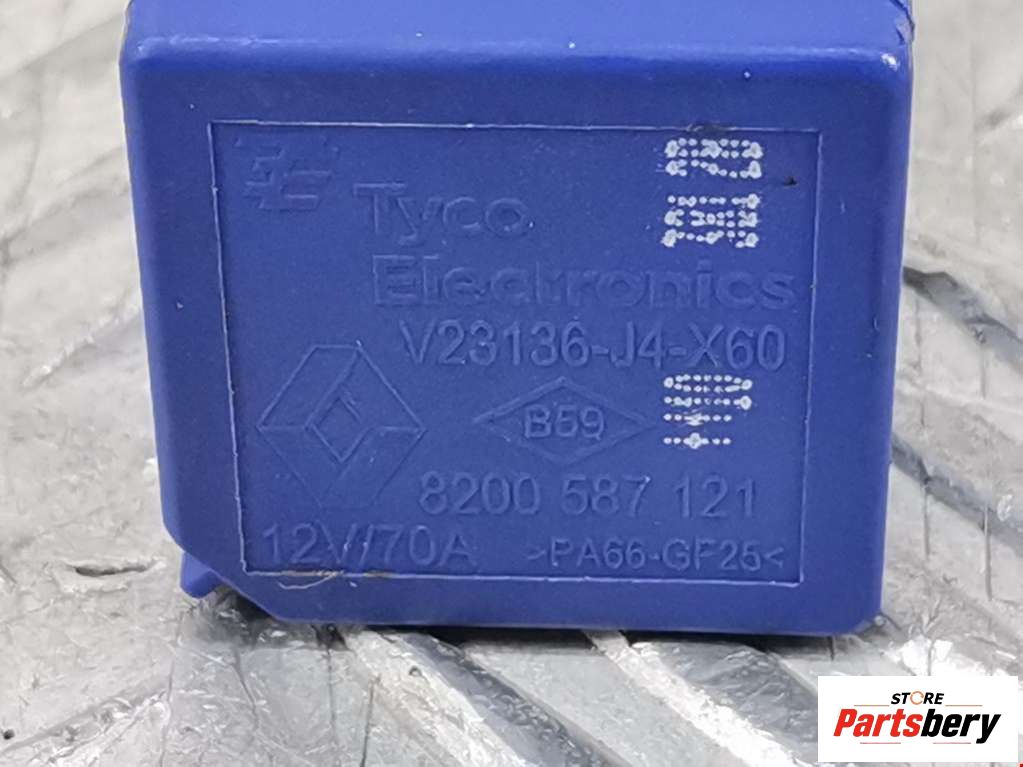 Tyco
Electronics
V23136-J4-X60
B59
8200 587 121
12V/70A >PA66-GF25<
STORE
Partsbery